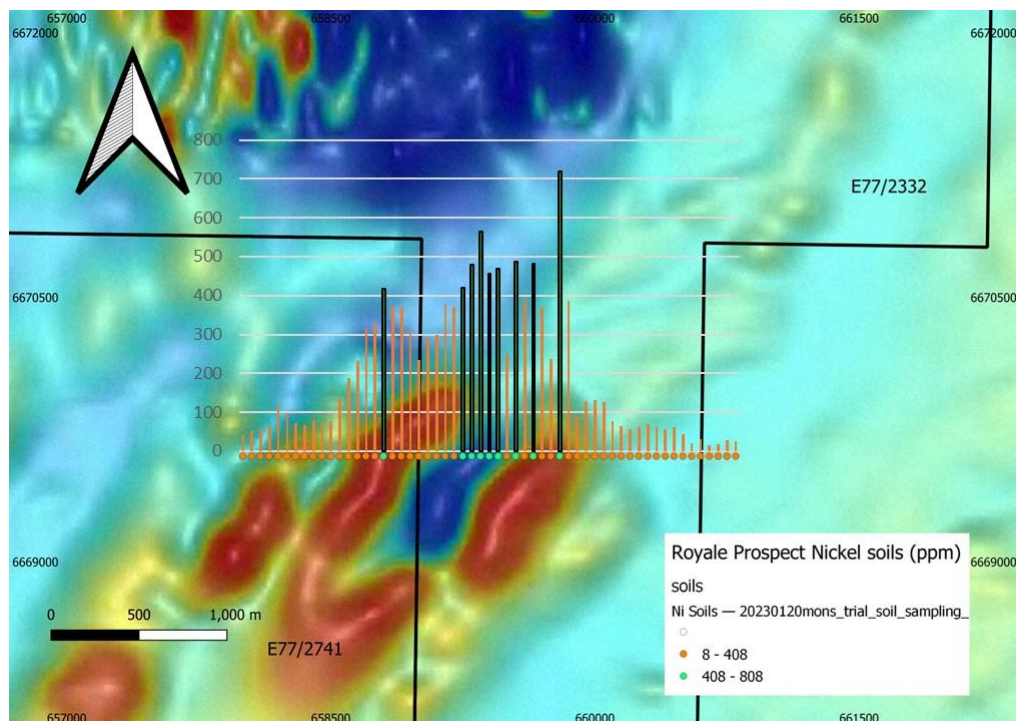 657000 658500 660000 661500
6672000 6672000
800
700
E77/2332
600
500
6670500 400 6670500
300
200
100
0
Royale Prospect Nickel soils (ppm)
6669000 6669000
soils
0 500 1,000 m
Ni Soils — 20230120mons_trial_soil_sampling_
E77/2741
8 - 408
408 - 808
657000 658500 660000 661500